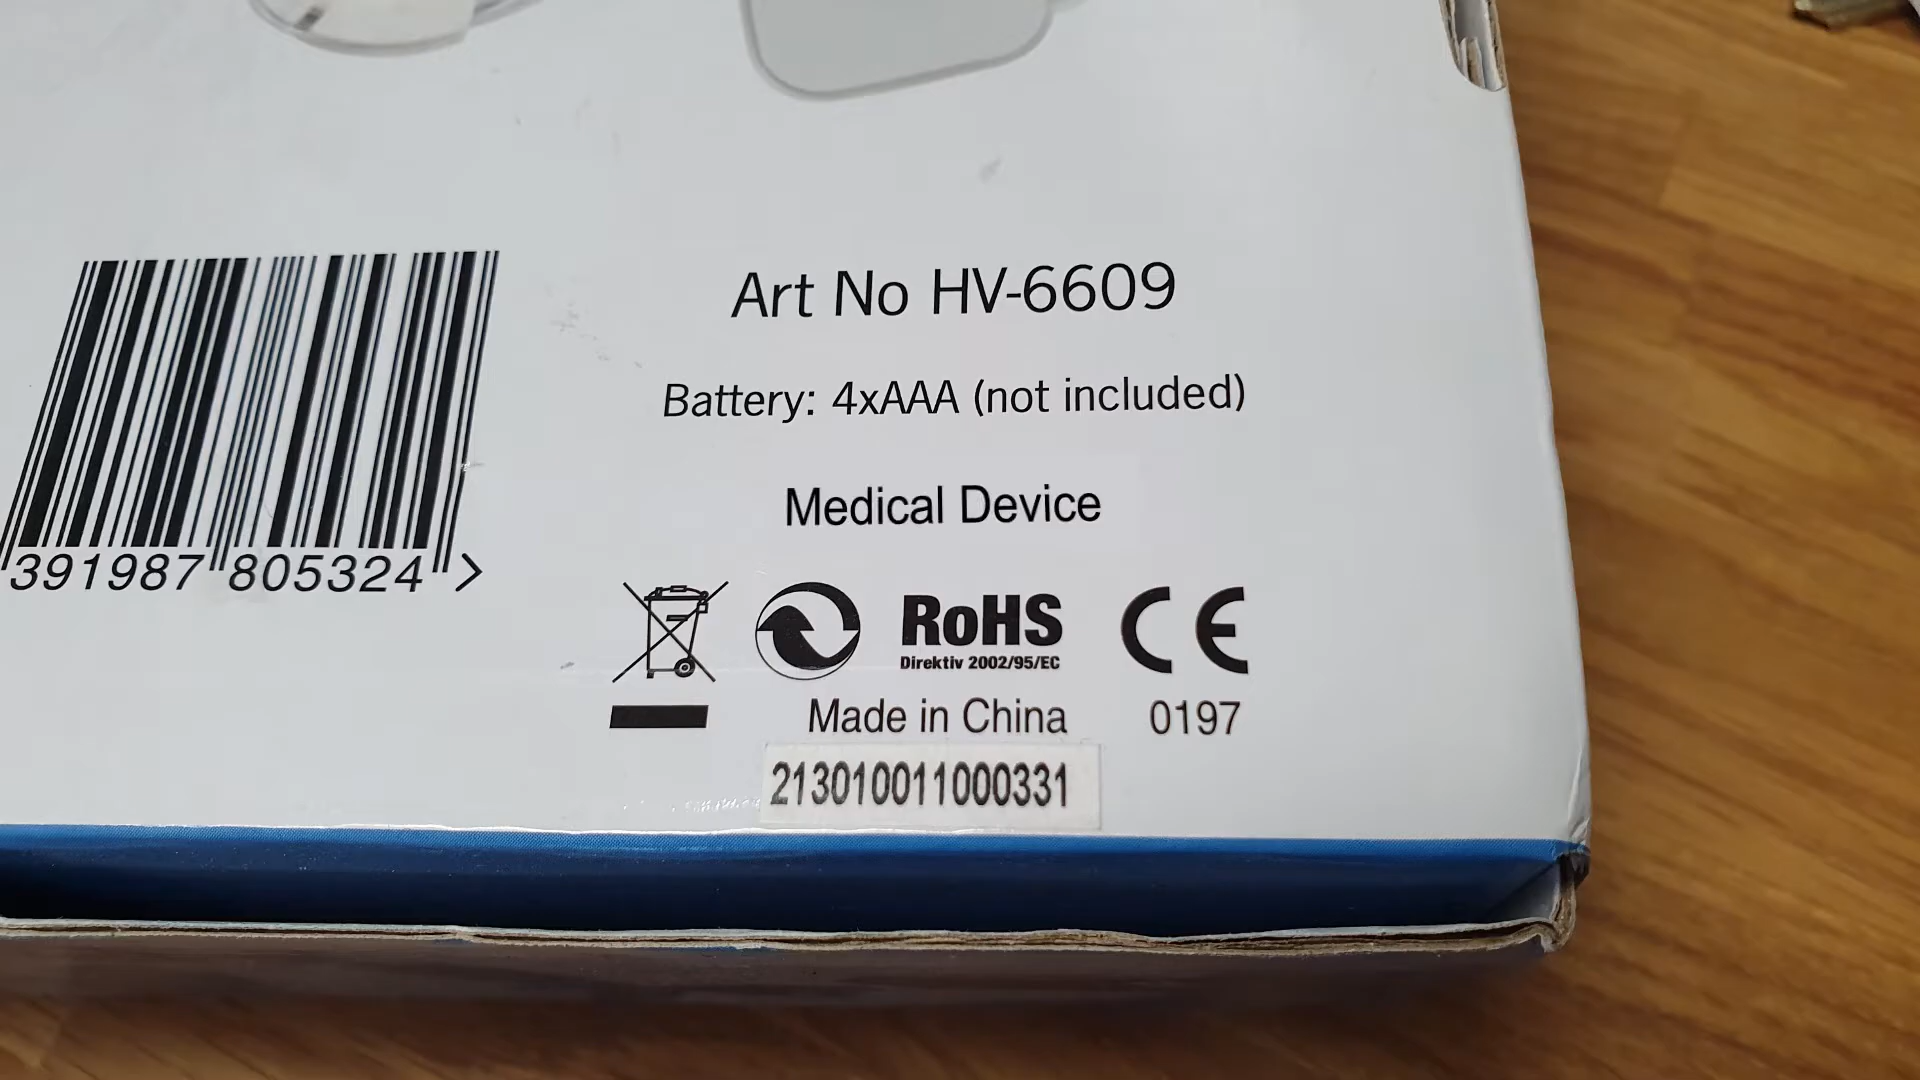 Art No HV-6609
Battery: 4xAAA (not included)
Medical Device
391987 805324 >
RoHS CE
Direktiv 2002/95/EC
Made in China 0197
213010011000331